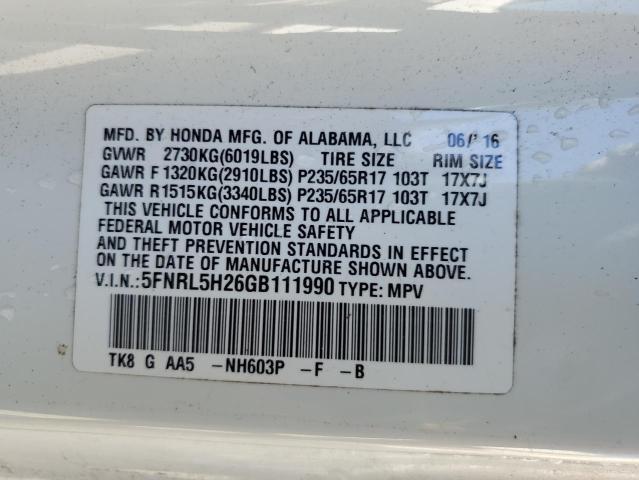 MFD. BY HONDA MFG. OF ALABAMA, LLC 06/'16
GVWR 2730KG(6019LBS) TIRE SIZE RIM SIZE
GAWR F 1320KG(2910LBS) P235/65R17 103T 17X7J
GAWR R1515KG(3340LBS) P235/65R17 103T 17X7J
THIS VEHICLE CONFORMS TO ALL APPLICABLE
FEDERAL MOTOR VEHICLE SAFETY
AND THEFT PREVENTION STANDARDS IN EFFECT
ON THE DATE OF MANUFACTURE SHOWN ABOVE.
V.I.N.:5FNRL5H26GB111990 TYPE: MPV
TK8 G AA5 -NH603P -F -B